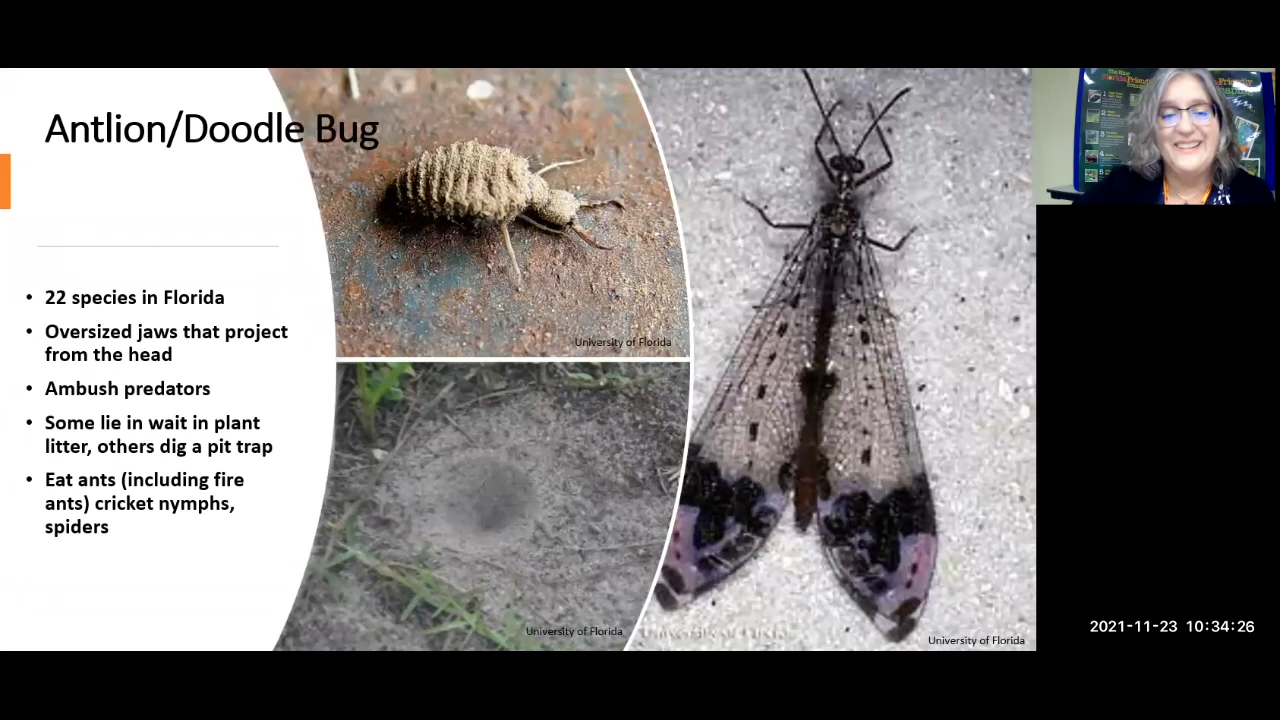 Antlion/Doodle Bug
• 22 species in Florida
• Oversized jaws that project
from the head
• Ambush predators
• Some lie in wait in plant
litter, others dig a pit trap
• Eat ants (including fire
ants) cricket nymphs,
spiders
University of Florida
University of Florida
University of Florida
2021-11-23 10:34:26